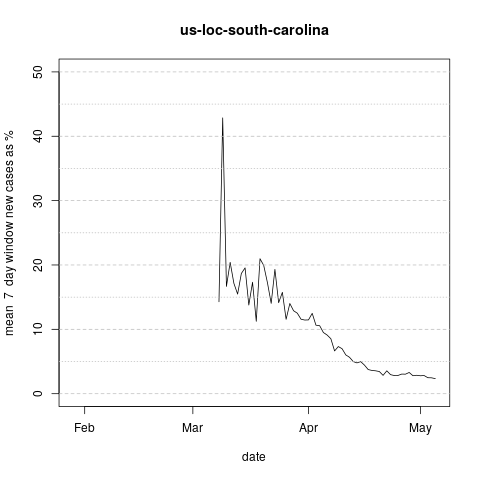 us-loc-south-carolina
mean  7  day window new cases as %
50
40
30
20
10
0
Feb
Mar
Apr
May
date